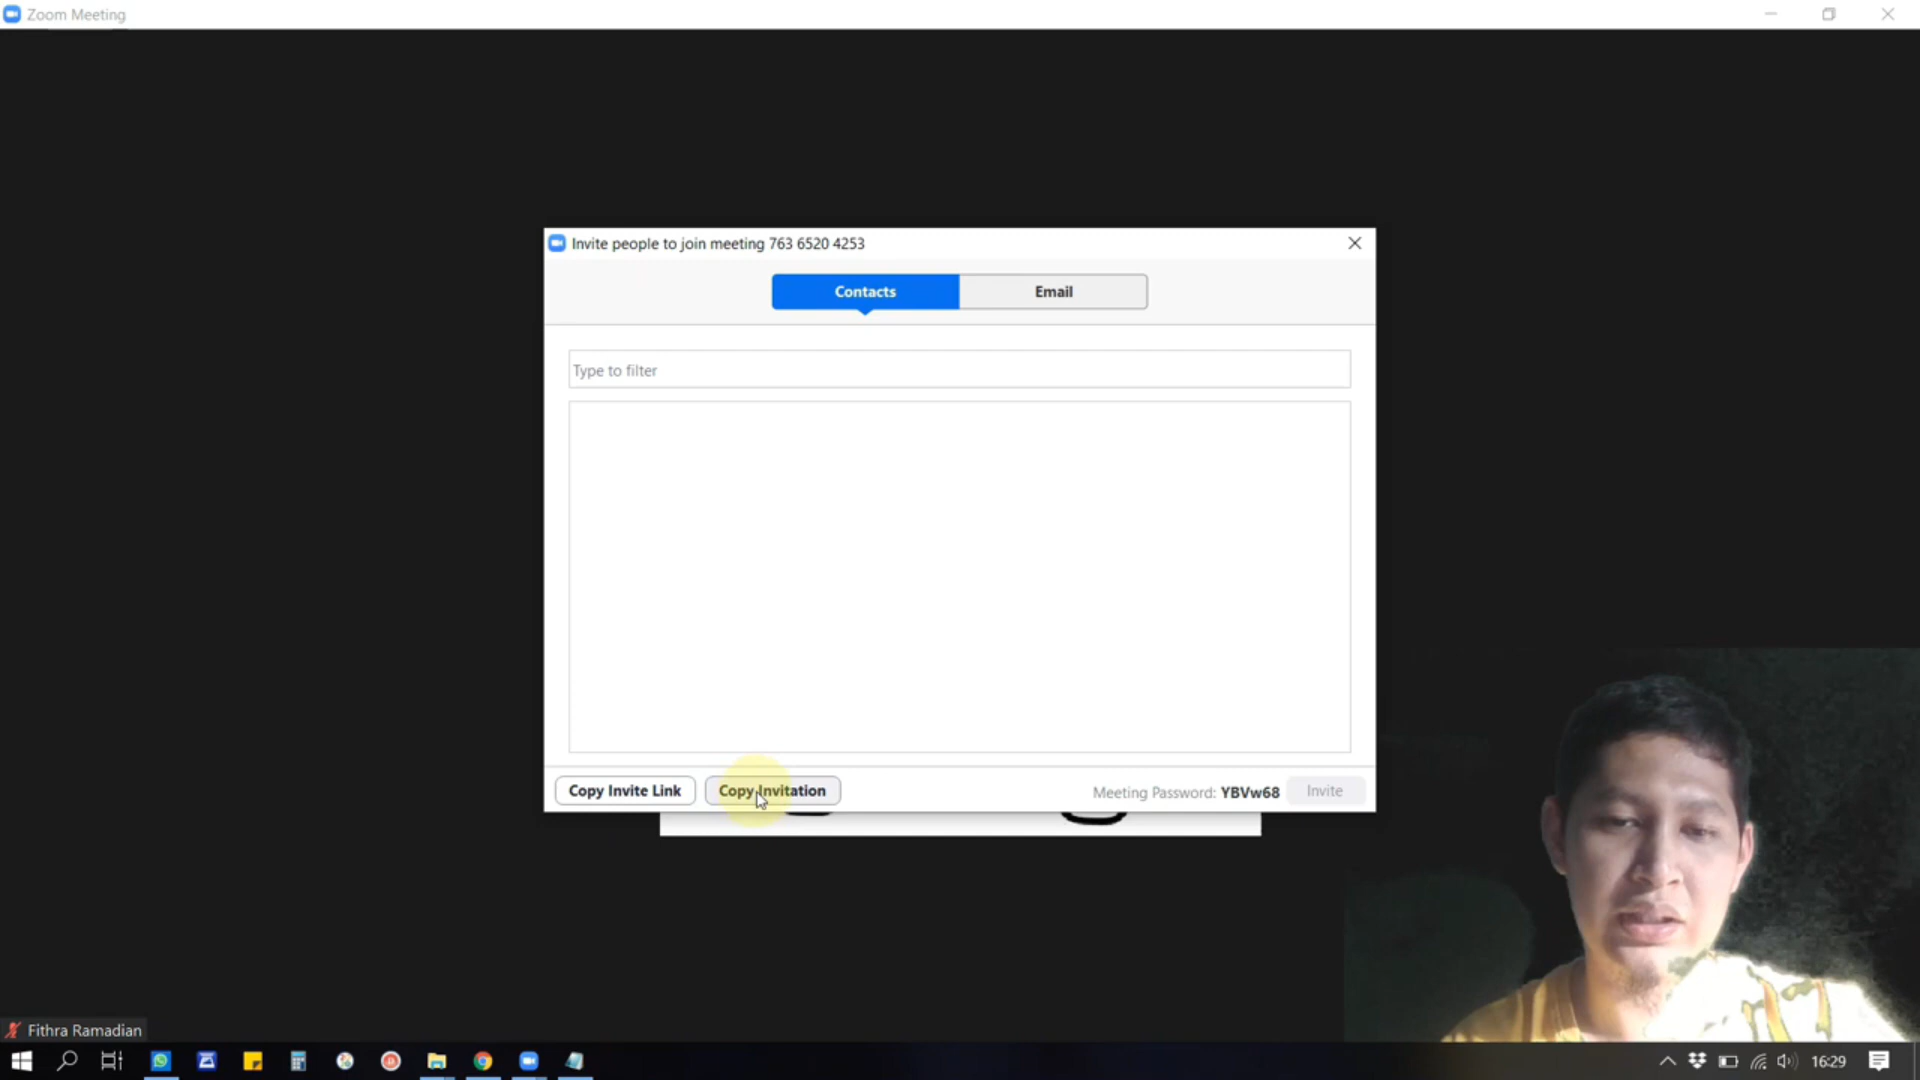 Zoom Meeting
Invite people to join meeting 763 6520 4253
Contacts
Email
Type to filter
Copy Invite Link
Copy Invitation
Meeting Password: YBVw68
Invite
Fithra Ramadian
16:29